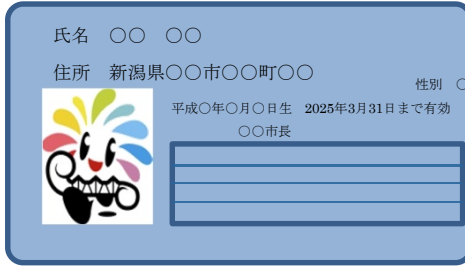 氏名　〇〇　〇〇
住所　新潟県〇〇市〇〇町〇〇
性別　〇
平成〇年〇月〇日生　2025年3月31日まで有効
〇〇市長